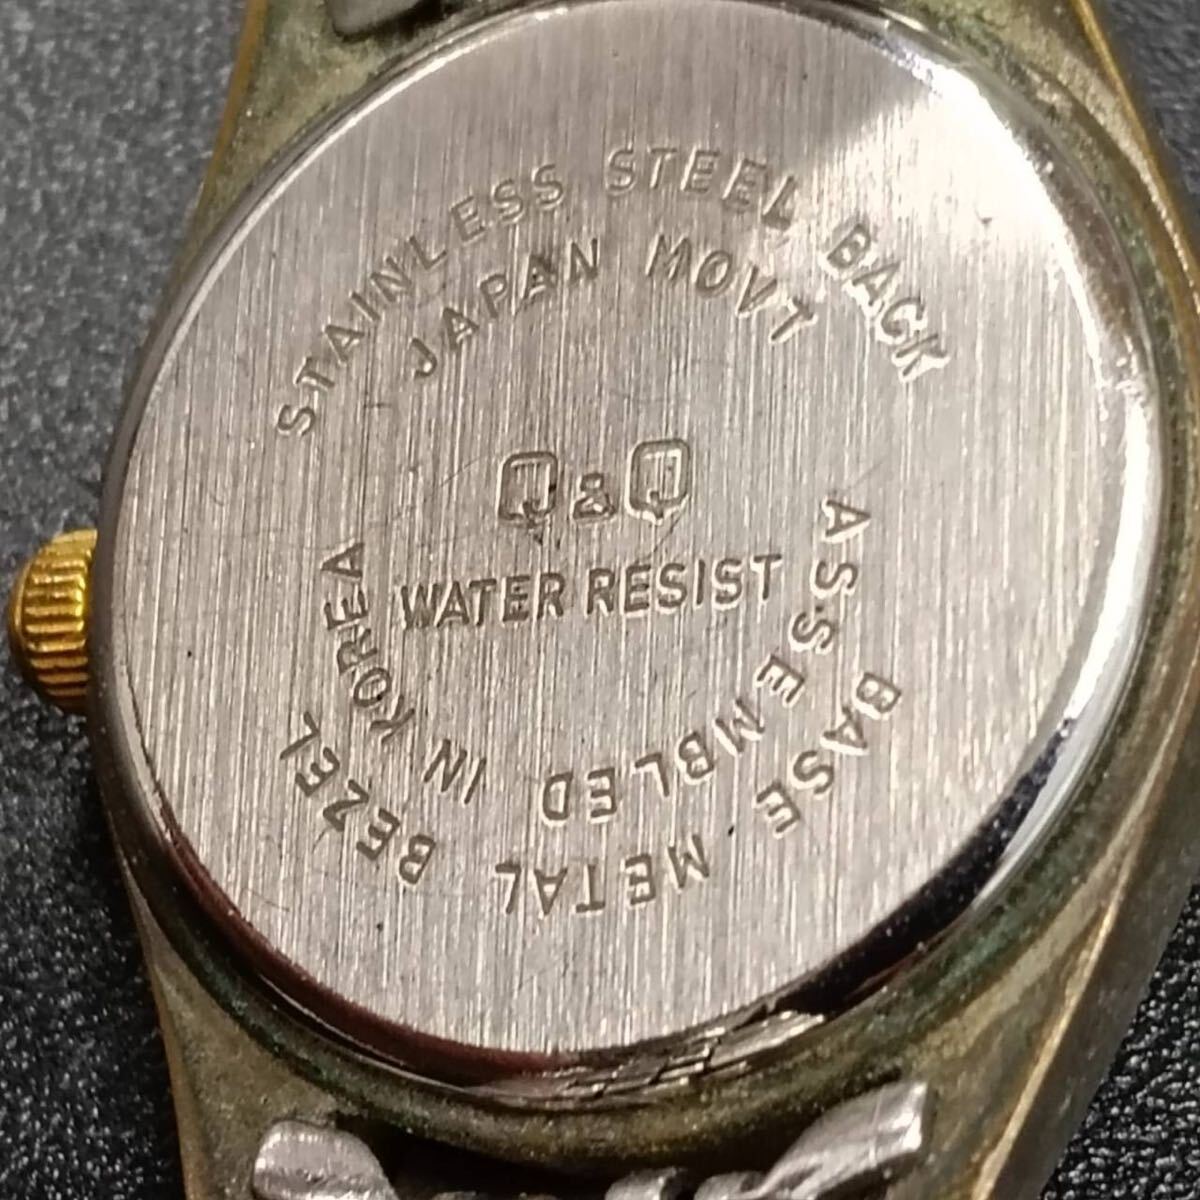 STAINLESS STEEL BACK
JAPAN MOVT
Q&Q
WATER RESIST
ASSEMBLED IN KOREA
BASE METAL BEZEL